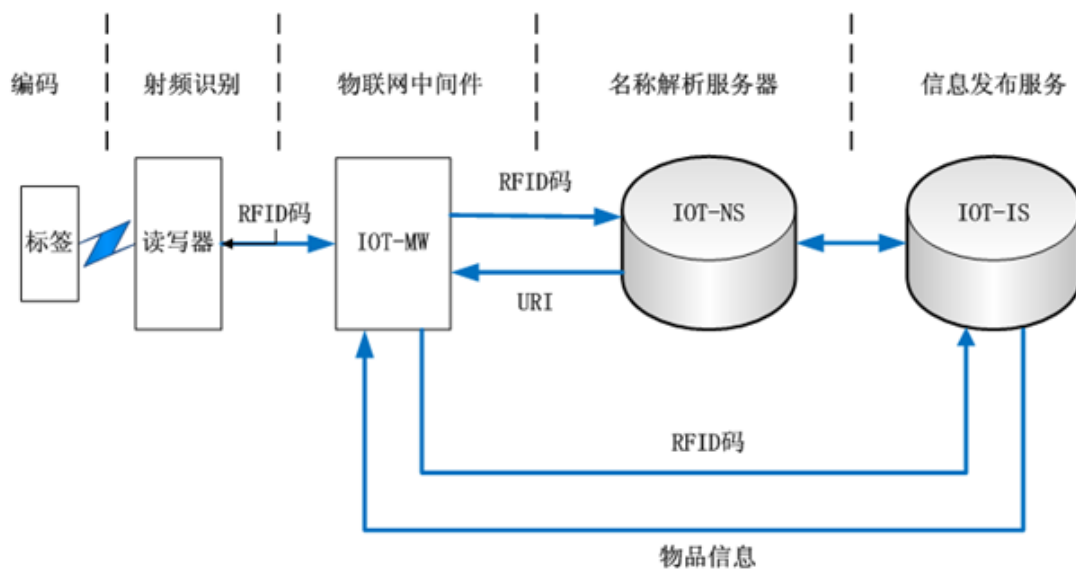 编码
射频识别
物联网中间件
名称解析服务器
信息发布服务
标签
读写器
RFID码
IOT-MW
RFID码
URI
IOT-NS
IOT-IS
RFID码
物品信息